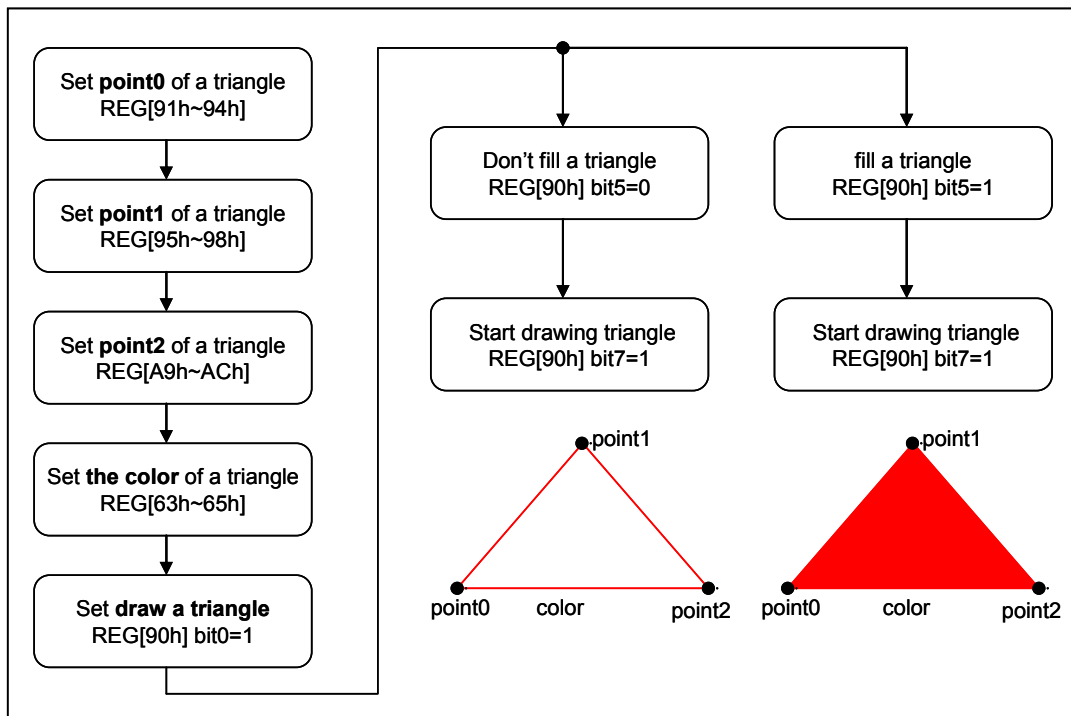 Set point0 of a triangle
REG[91h~94h]
Set point1 of a triangle
REG[95h~98h]
Set point2 of a triangle
REG[A9h~ACh]
Set the color of a triangle
REG[63h~65h]
Set draw a triangle
REG[90h] bit0=1
Don't fill a triangle
REG[90h] bit5=0
Start drawing triangle
REG[90h] bit7=1
point1
point0
color
point2
fill a triangle
REG[90h] bit5=1
Start drawing triangle
REG[90h] bit7=1
point1
point0
color
point2